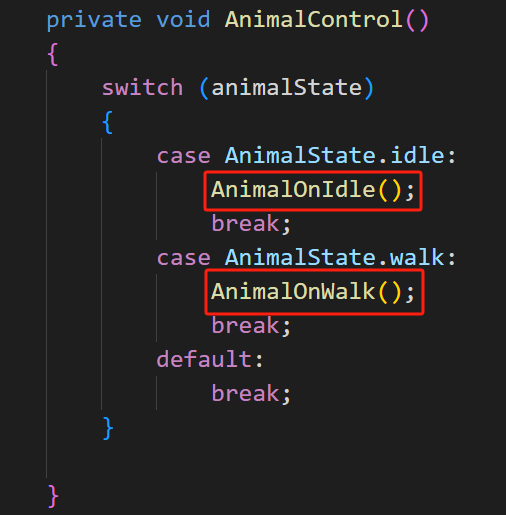 private void AnimalControl()
{
switch (animalState)
{
case AnimalState.idle:
AnimalOnIdle();
break;
case AnimalState.walk:
AnimalOnWalk();
break;
default:
break;
}
}